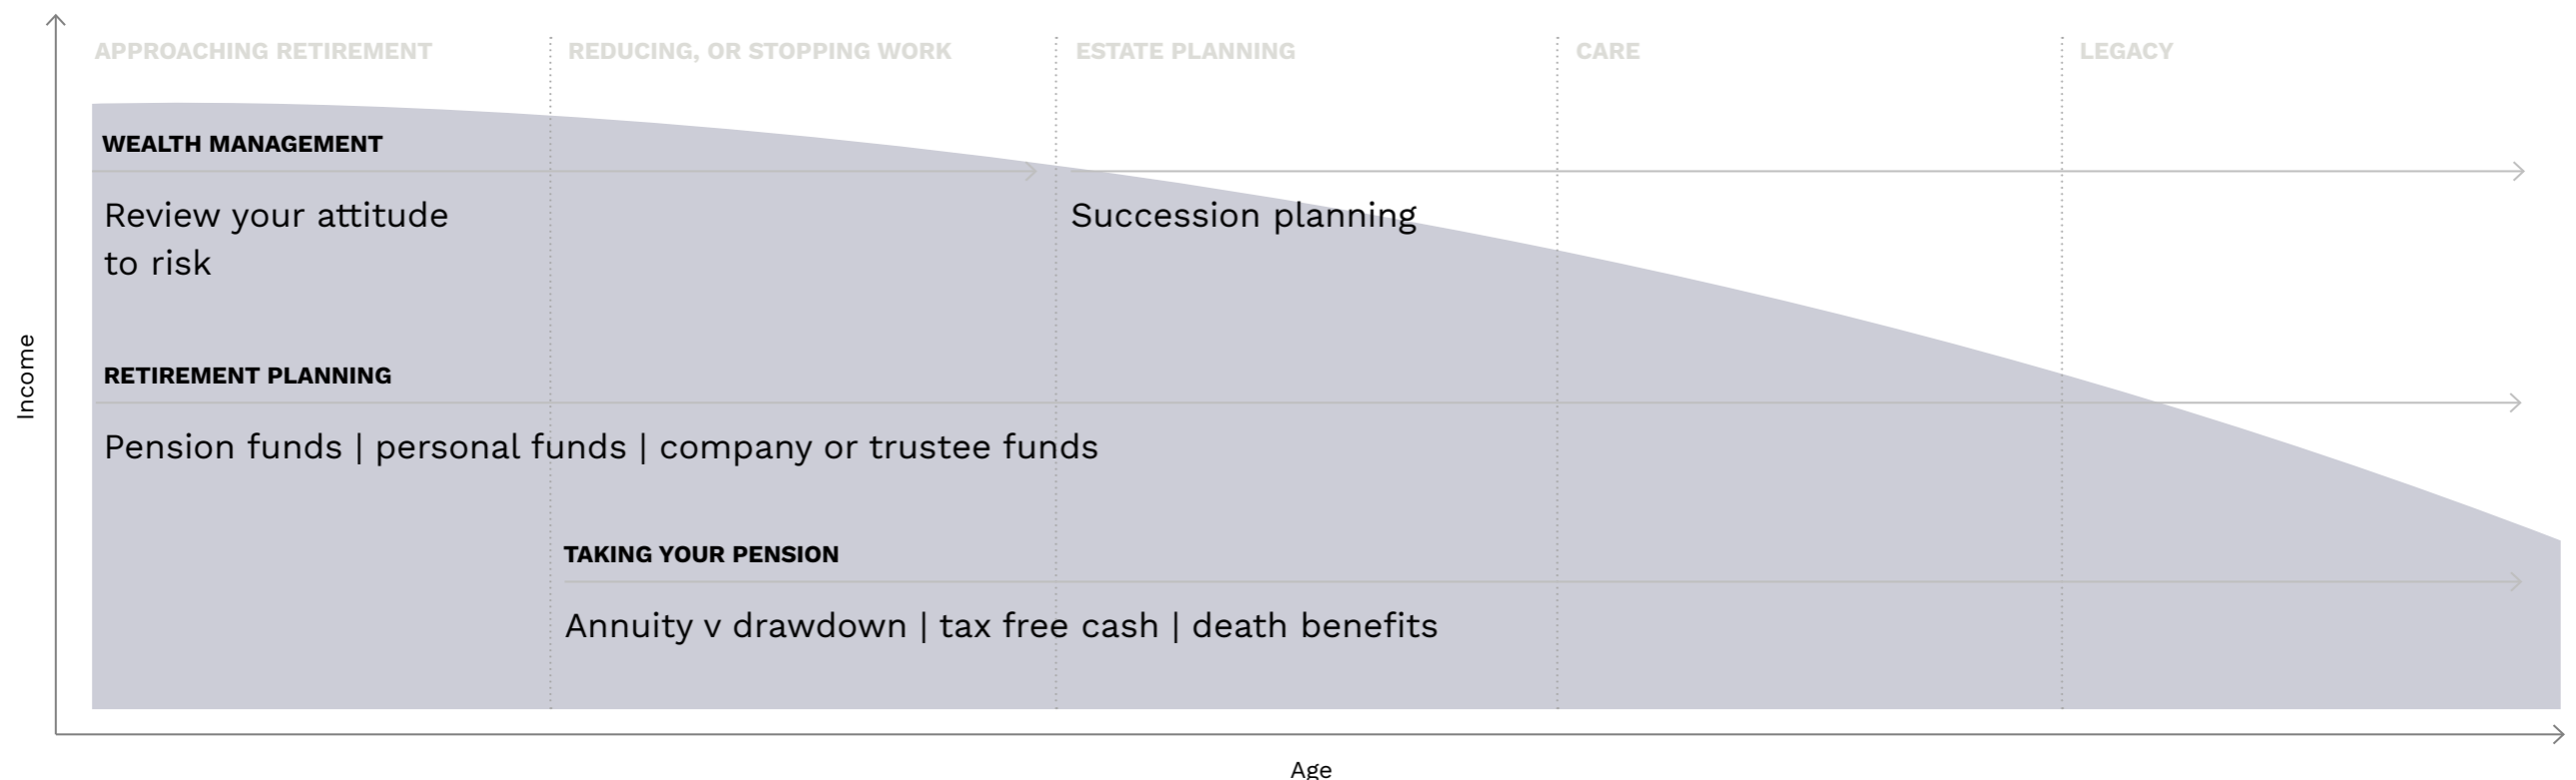 APPROACHING RETIREMENT
REDUCING, OR STOPPING WORK
ESTATE PLANNING
CARE
LEGACY
WEALTH MANAGEMENT
Review your attitude
to risk
Succession planning
Income
RETIREMENT PLANNING
Pension funds | personal funds | company or trustee funds
TAKING YOUR PENSION
Annuity v drawdown | tax free cash | death benefits
Age